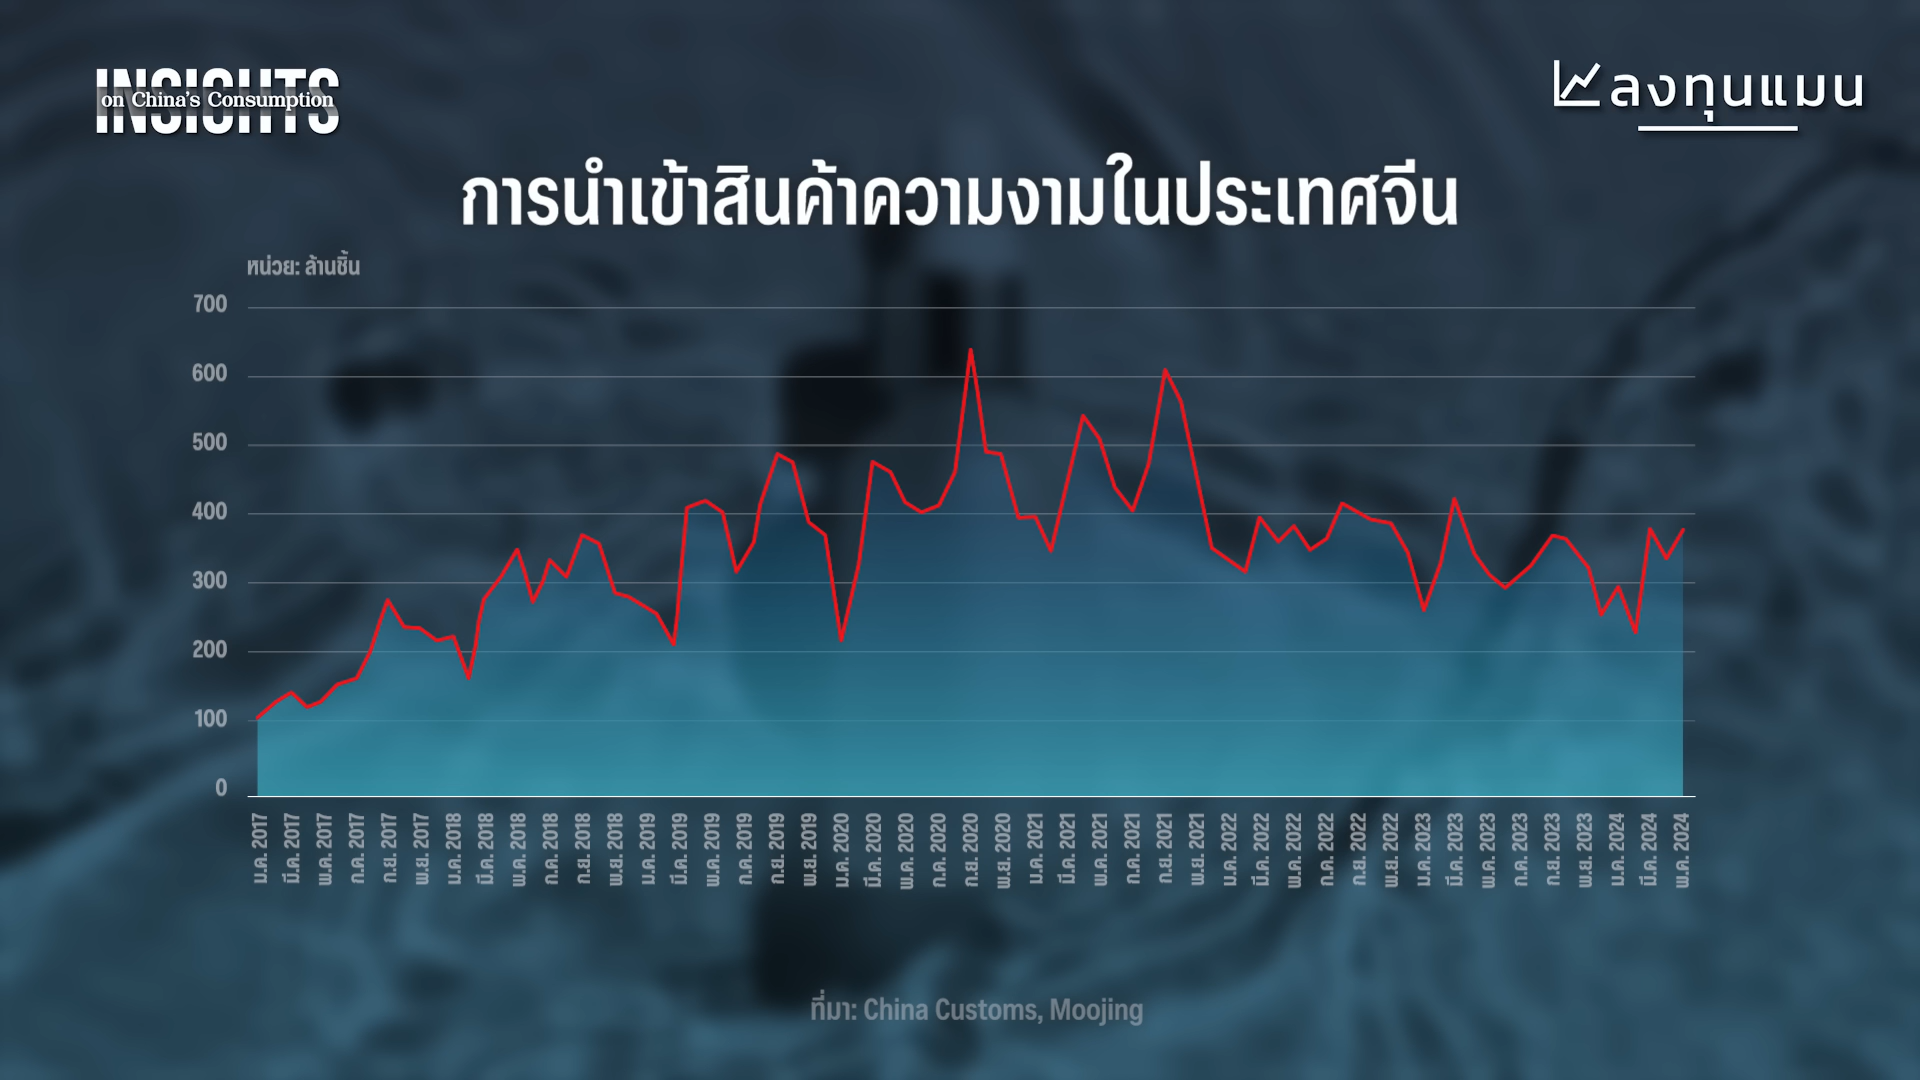 INSIGHTS
on China's Consumption
ลงทุนแมน
การนำเข้าสินค้าความงามในประเทศจีน
หน่วย: ล้านชิ้น
700
600
500
400
300
200
100
0
ม.ค. 2017
มี.ค. 2017
พ.ค. 2017
ก.ค. 2017
ก.ย. 2017
พ.ย. 2017
ม.ค. 2018
มี.ค. 2018
พ.ค. 2018
ก.ค. 2018
ก.ย. 2018
พ.ย. 2018
ม.ค. 2019
มี.ค. 2019
พ.ค. 2019
ก.ค. 2019
ก.ย. 2019
พ.ย. 2019
ม.ค. 2020
มี.ค. 2020
พ.ค. 2020
ก.ค. 2020
ก.ย. 2020
พ.ย. 2020
ม.ค. 2021
มี.ค. 2021
พ.ค. 2021
ก.ค. 2021
ก.ย. 2021
พ.ย. 2021
ม.ค. 2022
มี.ค. 2022
พ.ค. 2022
ก.ค. 2022
ก.ย. 2022
พ.ย. 2022
ม.ค. 2023
มี.ค. 2023
พ.ค. 2023
ก.ค. 2023
ก.ย. 2023
พ.ย. 2023
ม.ค. 2024
มี.ค. 2024
พ.ค. 2024
ที่มา: China Customs, Moojing